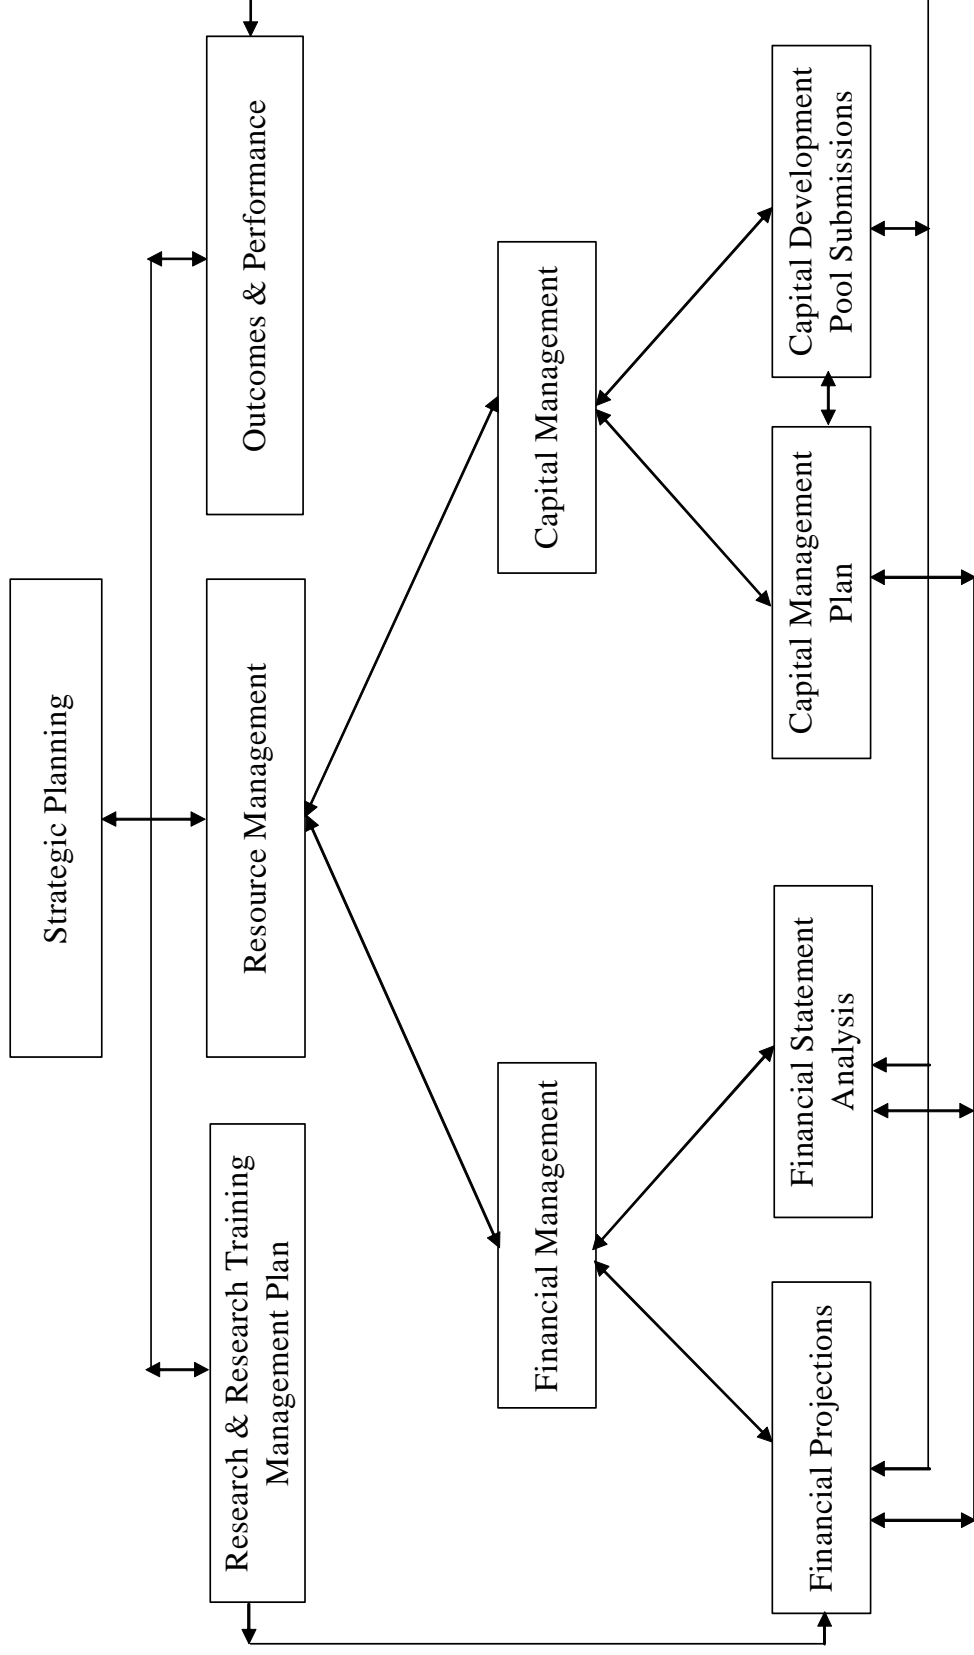 Strategic Planning
Research & Research Training
Management Plan
Resource Management
Outcomes & Performance
Financial Management
Capital Management
Financial Projections
Financial Statement
Analysis
Capital Management
Plan
Capital Development
Pool Submissions